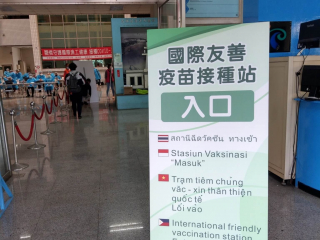 國際友善
疫苗接種站
入口
สถานีฉีดวัคซีน ทางเข้า
Stasiun Vaksinasi
"Masuk"
Trạm tiêm chủng
vắc - xin thân thiện
quốc tế
Lối vào
International friendly
vaccination station